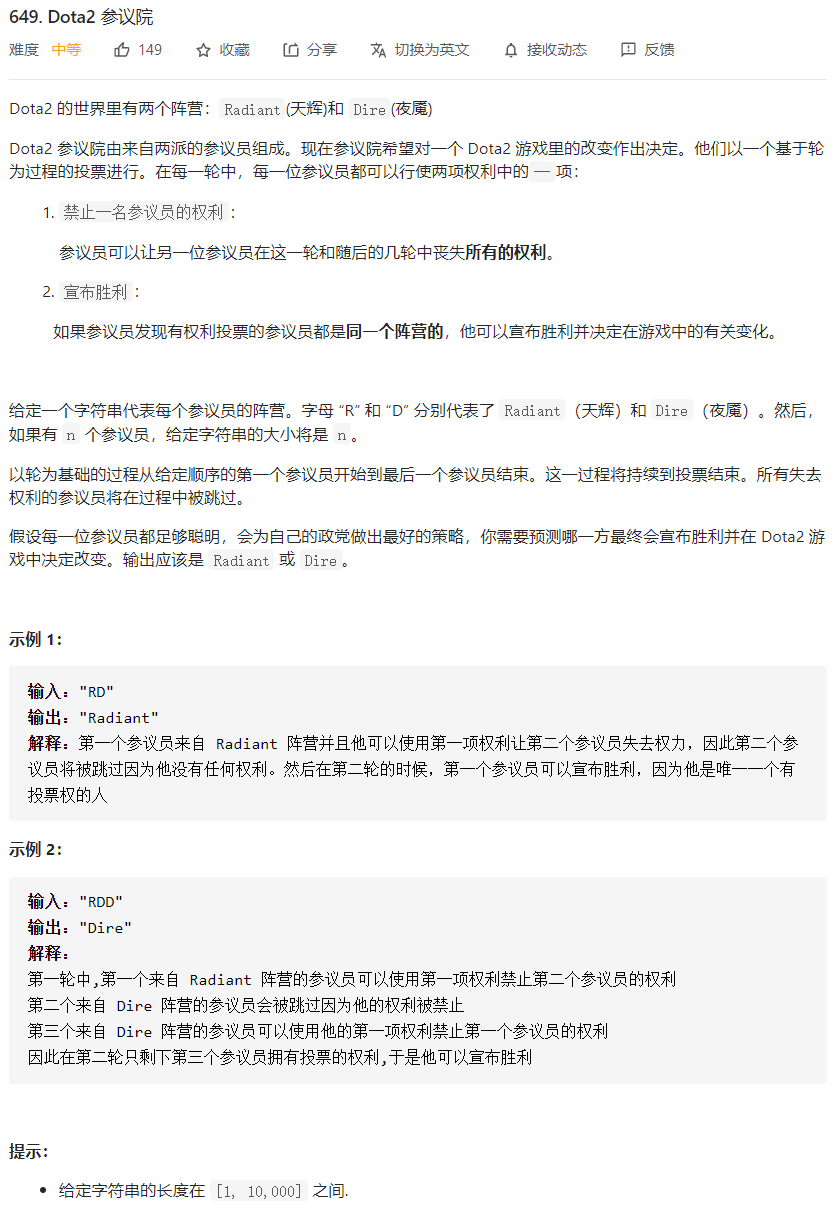 649. Dota2 参议院
难度 中等 149 收藏 分享 切换为英文 接收动态 反馈
Dota2 的世界里有两个阵营：Radiant(天辉)和 Dire(夜魇)
Dota2 参议院由来自两派的参议员组成。现在参议院希望对一个 Dota2 游戏里的改变作出决定。他们以一个基于轮
为过程的投票进行。在每一轮中，每一位参议员都可以行使两项权利中的 一 项：
1. 禁止一名参议员的权利：
参议员可以让另一位参议员在这一轮和随后的几轮中丧失所有的权利。
2. 宣布胜利：
如果参议员发现有权利投票的参议员都是同一个阵营的，他可以宣布胜利并决定在游戏中的有关变化。
给定一个字符串代表每个参议员的阵营。字母 “R” 和 “D” 分别代表了 Radiant（天辉）和 Dire（夜魇）。然后，
如果有 n 个参议员，给定字符串的大小将是 n。
以轮为基础的过程从给定顺序的第一个参议员开始到最后一个参议员结束。这一过程将持续到投票结束。所有失去
权利的参议员将在过程中被跳过。
假设每一位参议员都足够聪明，会为自己的政党做出最好的策略，你需要预测哪一方最终会宣布胜利并在 Dota2 游
戏中决定改变。输出应该是 Radiant 或 Dire。
示例 1：
输入："RD"
输出："Radiant"
解释：第一个参议员来自 Radiant 阵营并且他可以使用第一项权利让第二个参议员失去权力，因此第二个参
议员将被跳过因为他没有任何权利。然后在第二轮的时候，第一个参议员可以宣布胜利，因为他是唯一一个有
投票权的人
示例 2：
输入："RDD"
输出："Dire"
解释：
第一轮中,第一个来自 Radiant 阵营的参议员可以使用第一项权利禁止第二个参议员的权利
第二个来自 Dire 阵营的参议员会被跳过因为他的权利被禁止
第三个来自 Dire 阵营的参议员可以使用他的第一项权利禁止第一个参议员的权利
因此在第二轮只剩下第三个参议员拥有投票的权利,于是他可以宣布胜利
提示：
• 给定字符串的长度在 [1, 10,000] 之间.